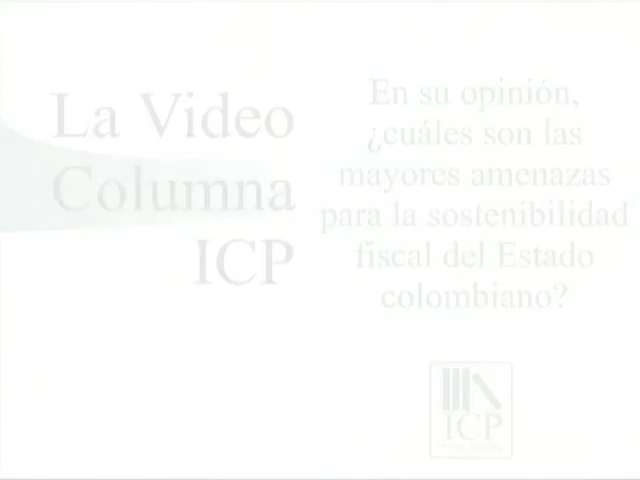 La Video
Columna
ICP
En su opinión,
¿cuáles son las
mayores amenazas
para la sostenibilidad
fiscal del Estado
colombiano?
ICP